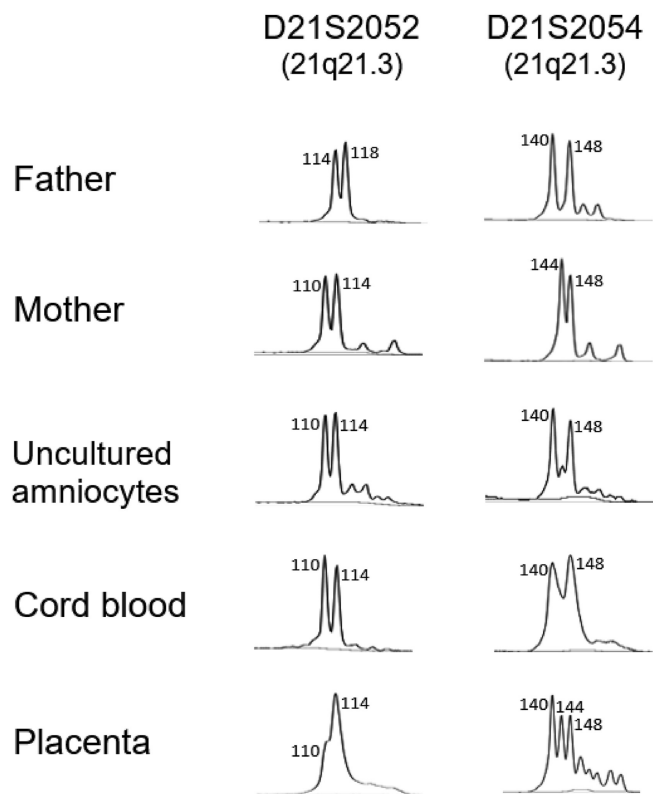 D21S2052 D21S2054
(21q21.3) (21q21.3)
Father 114 118 140 148
Mother 110 114 144 148
Uncultured
amniocytes 110 114 140 148
Cord blood 110 114 140 148
Placenta 110 114 140 144 148